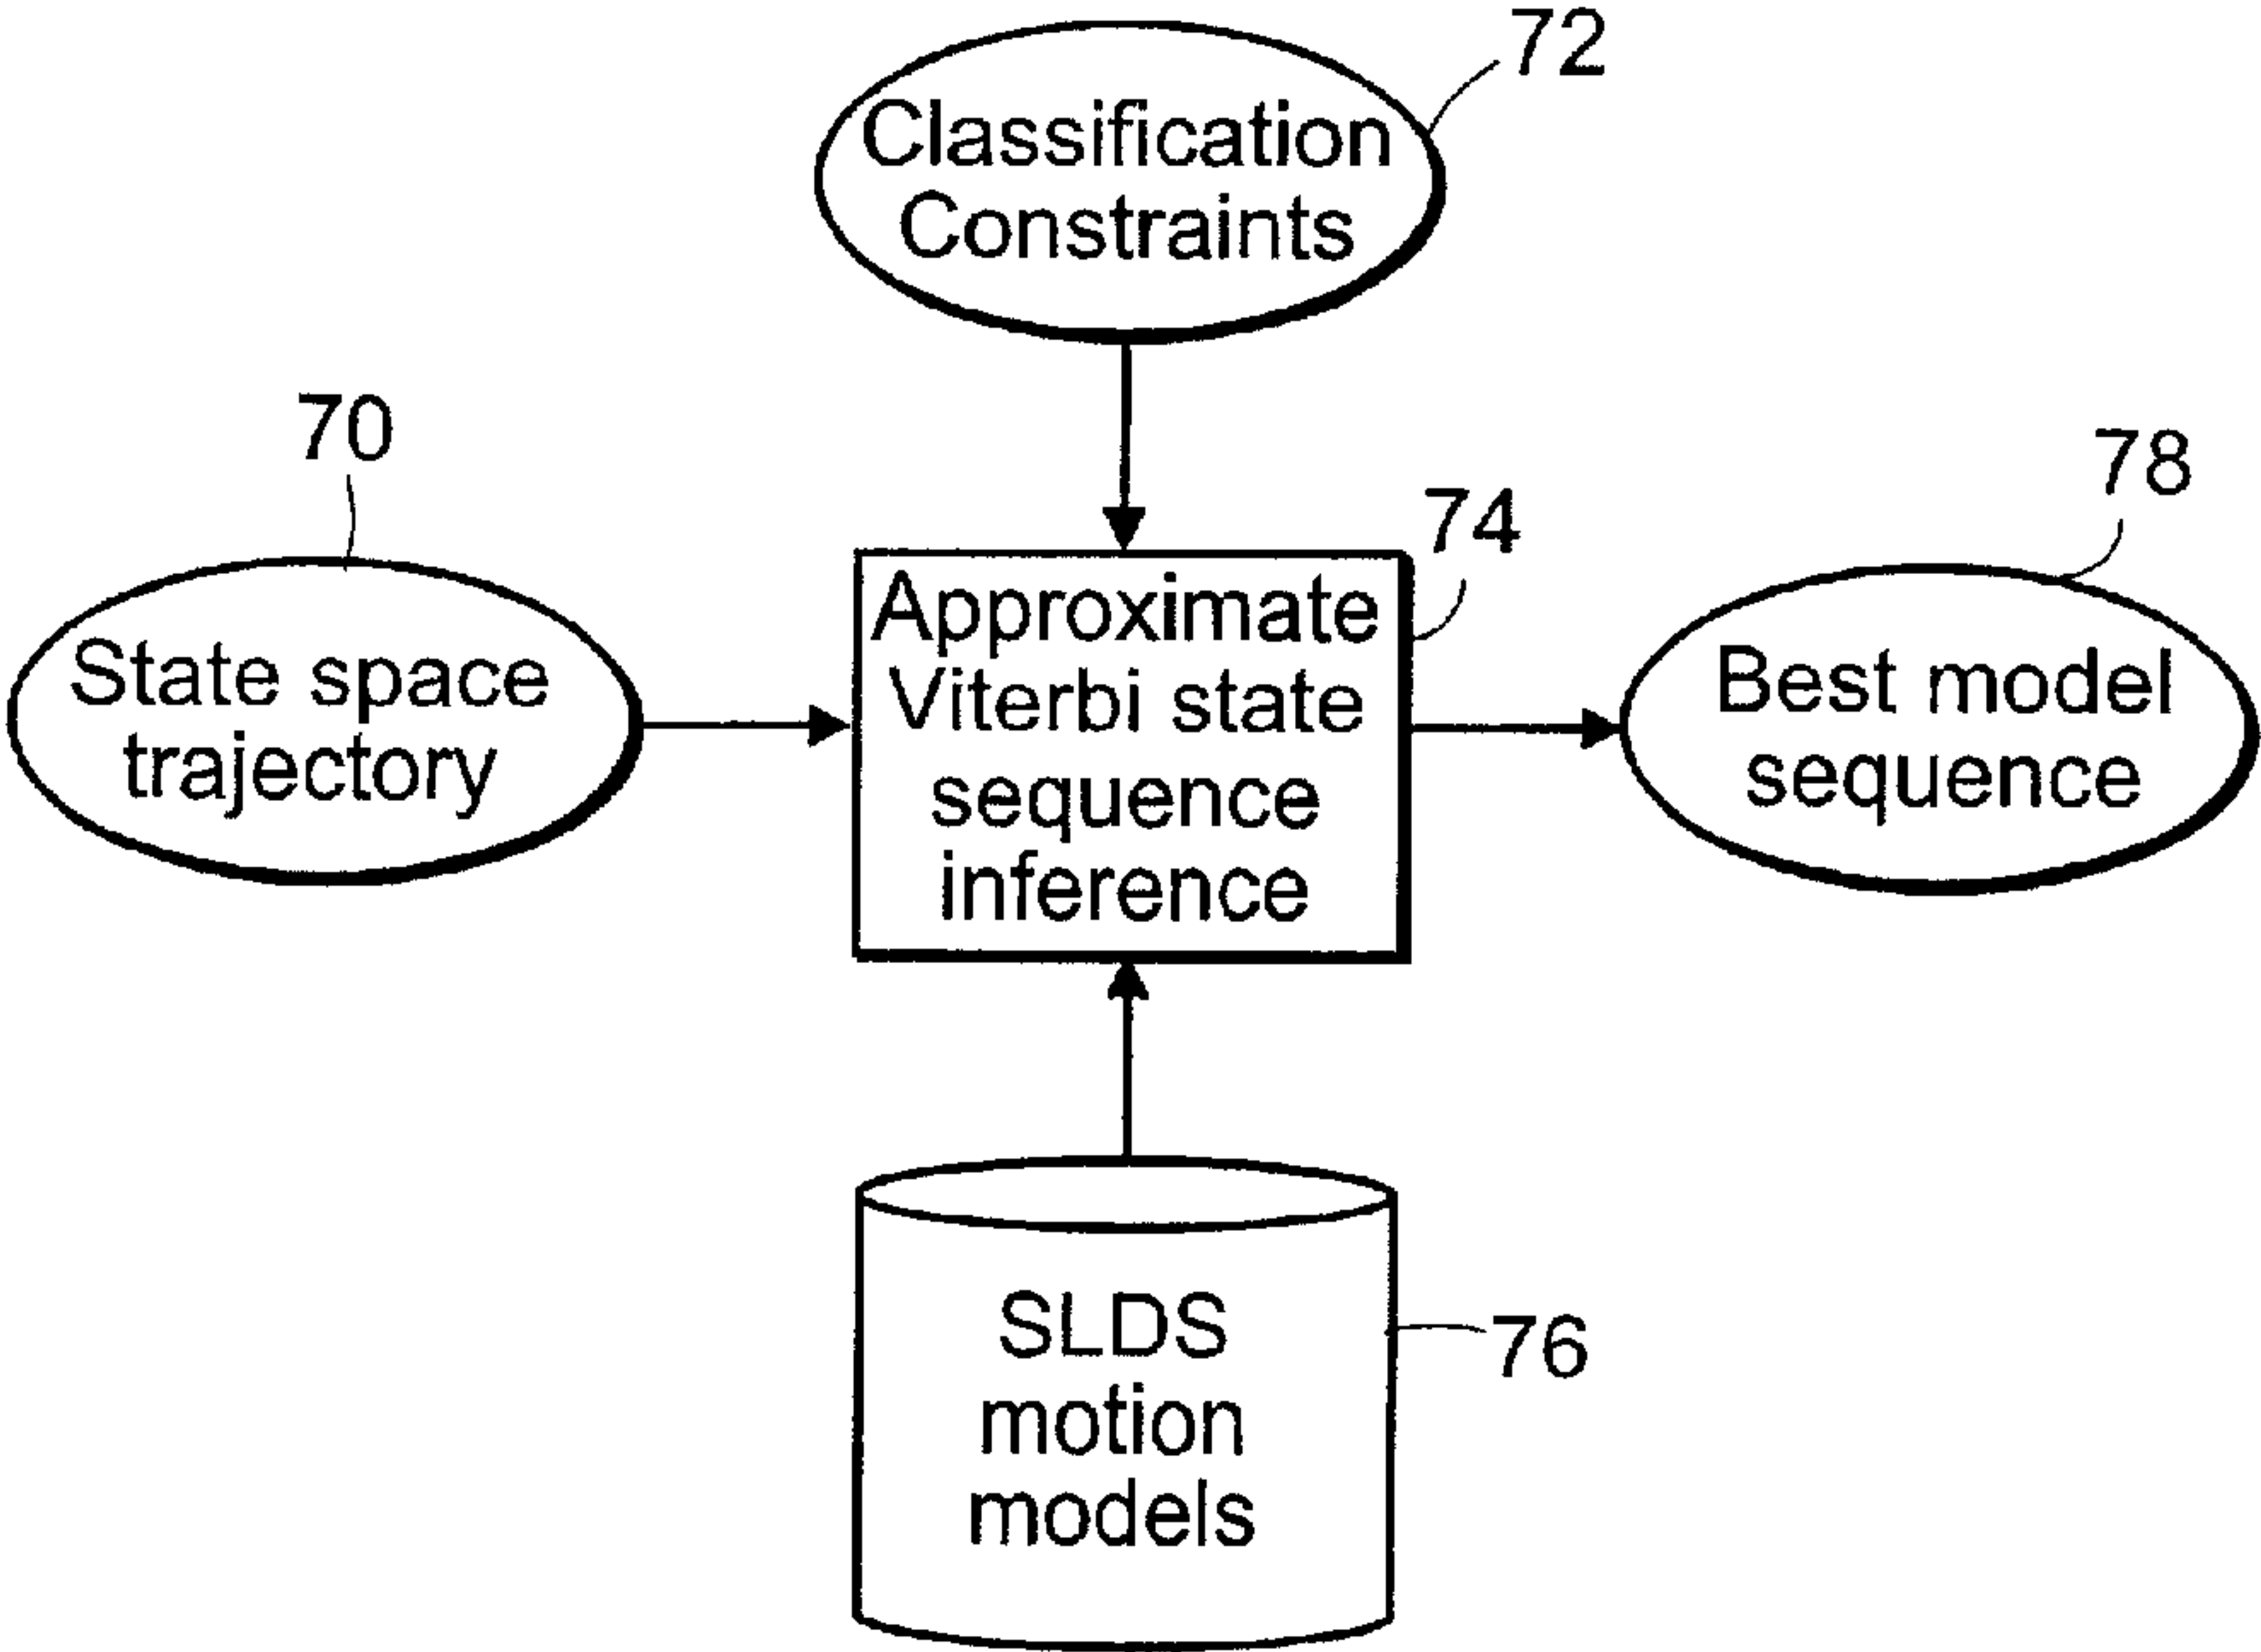 72
Classification
Constraints
70
78
74
State space
trajectory
Approximate
Viterbi state
sequence
inference
Best model
sequence
SLDS
motion
models
76